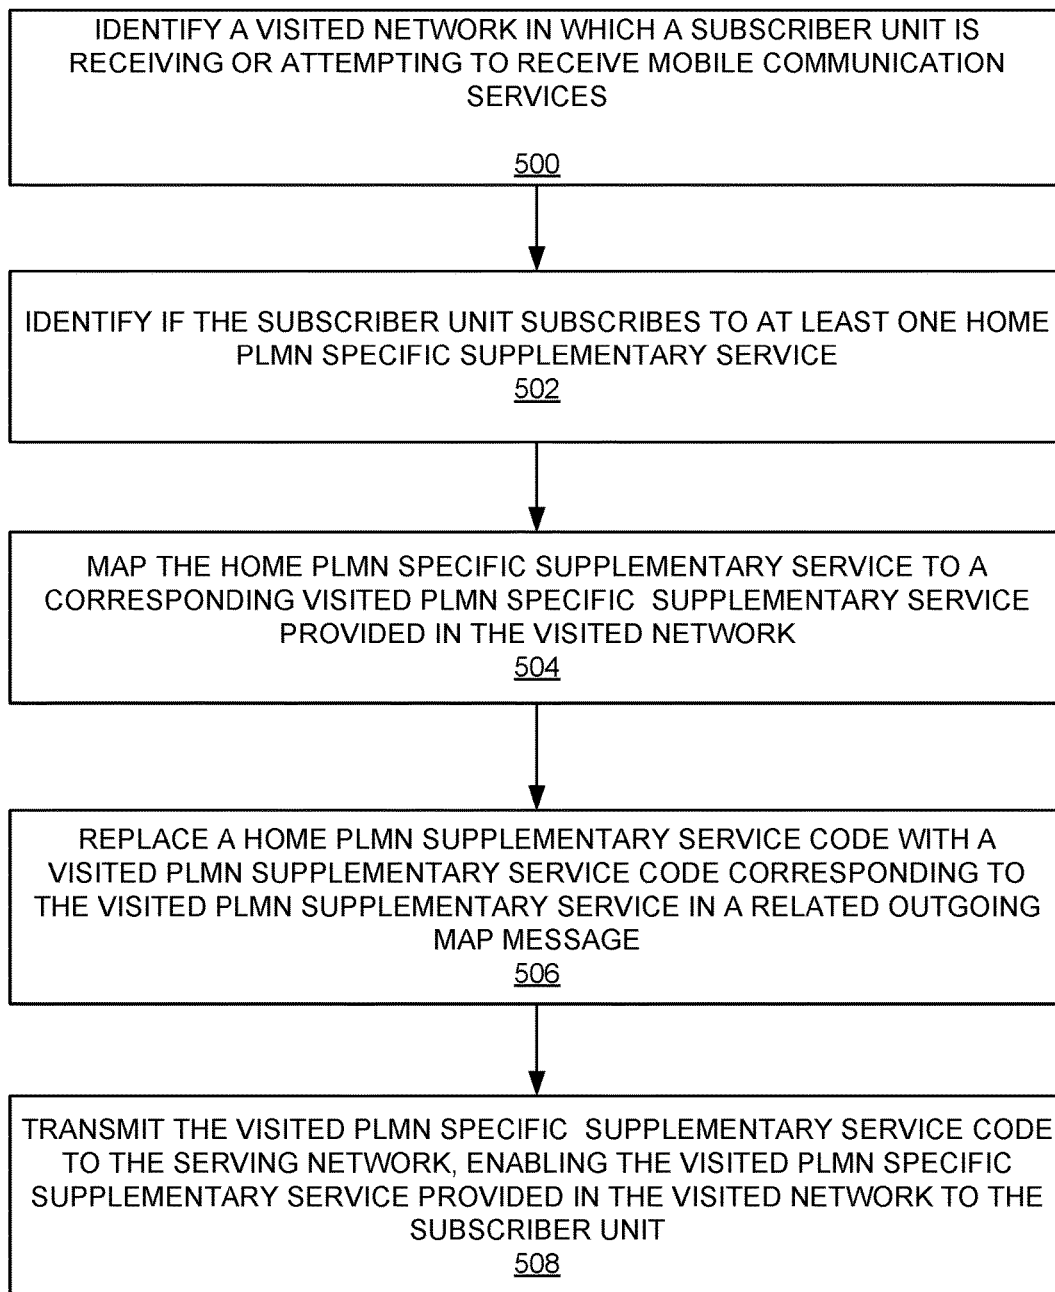 IDENTIFY A VISITED NETWORK IN WHICH A SUBSCRIBER UNIT IS
RECEIVING OR ATTEMPTING TO RECEIVE MOBILE COMMUNICATION
SERVICES
500
IDENTIFY IF THE SUBSCRIBER UNIT SUBSCRIBES TO AT LEAST ONE HOME
PLMN SPECIFIC SUPPLEMENTARY SERVICE
502
MAP THE HOME PLMN SPECIFIC SUPPLEMENTARY SERVICE TO A
CORRESPONDING VISITED PLMN SPECIFIC SUPPLEMENTARY SERVICE
PROVIDED IN THE VISITED NETWORK
504
REPLACE A HOME PLMN SUPPLEMENTARY SERVICE CODE WITH A
VISITED PLMN SUPPLEMENTARY SERVICE CODE CORRESPONDING TO
THE VISITED PLMN SUPPLEMENTARY SERVICE IN A RELATED OUTGOING
MAP MESSAGE
506
TRANSMIT THE VISITED PLMN SPECIFIC SUPPLEMENTARY SERVICE CODE
TO THE SERVING NETWORK, ENABLING THE VISITED PLMN SPECIFIC
SUPPLEMENTARY SERVICE PROVIDED IN THE VISITED NETWORK TO THE
SUBSCRIBER UNIT
508